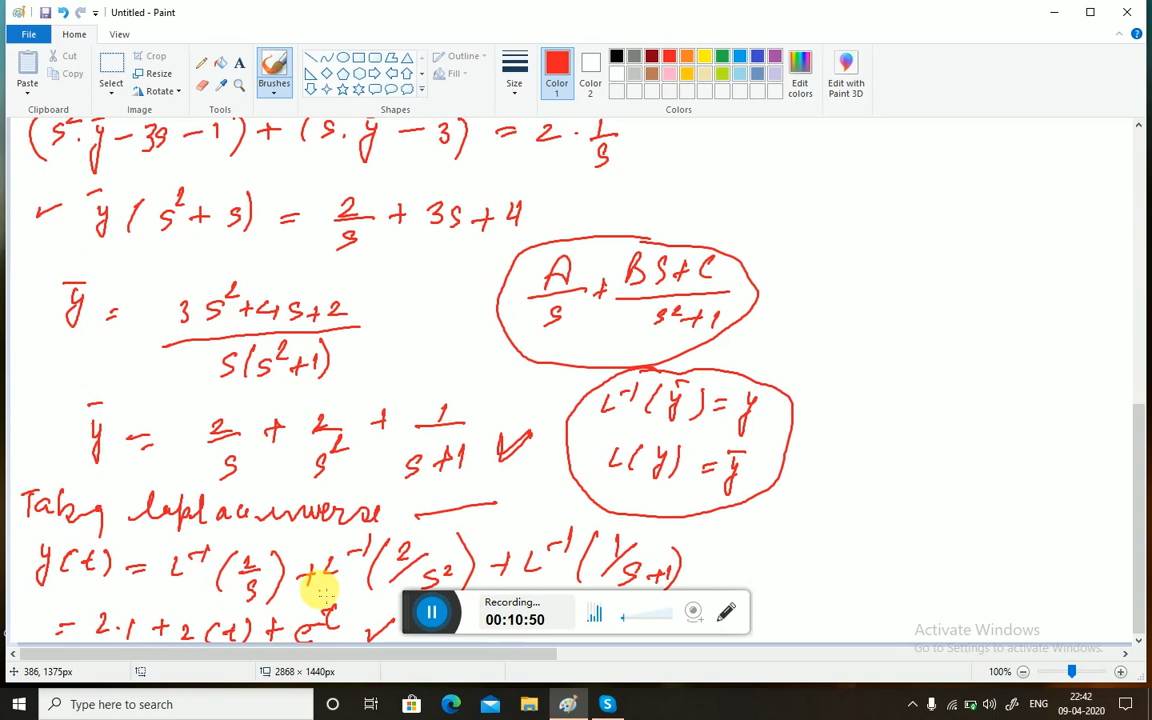 Untitled - Paint
File Home View
Paste Cut Copy
Clipboard
Select Crop Resize Rotate
Image
Tools
Brushes
Outline Fill
Shapes
Size
Color 1 Color 2
Edit colors
Colors
Edit with Paint 3D
(s². ȳ - 3s - 1) + (s. ȳ - 3) = 2 · 1/s
ȳ ( s² + s) = 2/s + 3s + 4
A/s + BS+C/s²+1
ȳ = 3s²+4s+2 / s(s²+1)
L⁻¹(ȳ) = y
L(y) = ȳ
ȳ = 2/s + 2/s² + 1/s+1
Taking laplace inverse
y(t) = L⁻¹(2/s) + L⁻¹(2/s²) + L⁻¹(1/s+1)
= 2.1 + 2(t) + e⁻ᵗ
Recording...
00:10:50
Activate Windows
Go to Settings to activate Windows.
386, 1375px
2868 × 1440px
100%
Type here to search
ENG
22:42
09-04-2020